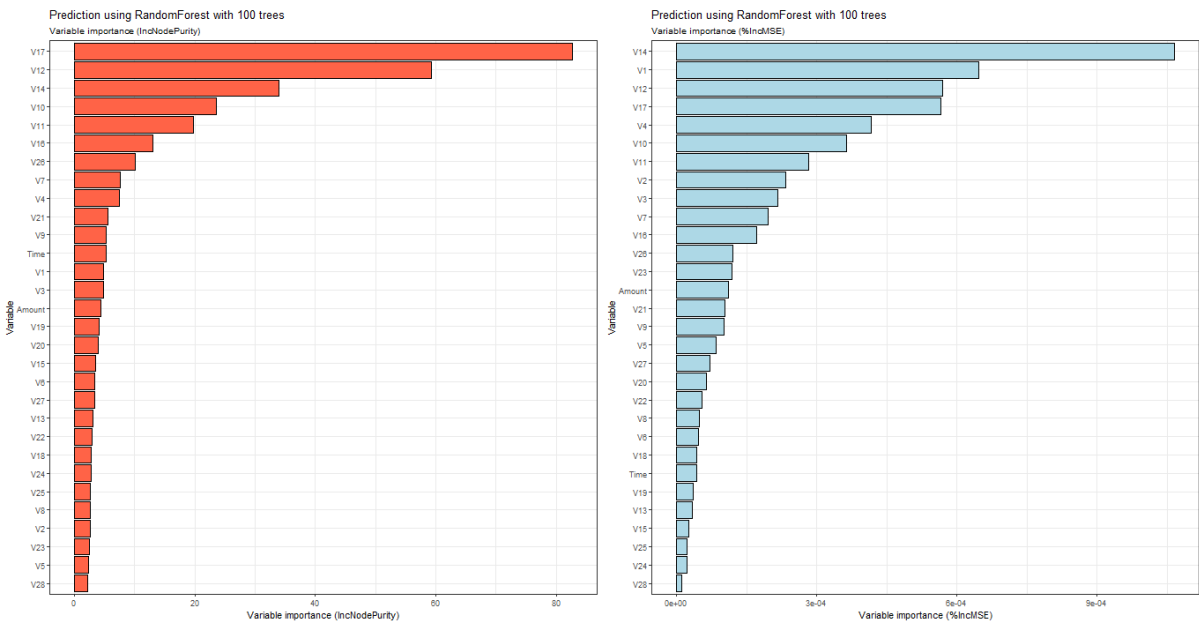 Prediction using RandomForest with 100 trees
Variable importance (IncNodePurity)
V17
V12
V14
V10
V11
V16
V26
V7
V4
V21
V9
Time
V1
V3
Amount
V19
V20
V15
V6
V27
V13
V22
V18
V24
V25
V8
V2
V23
V5
V28
Variable
0
20
40
60
80
Variable importance (IncNodePurity)
Prediction using RandomForest with 100 trees
Variable importance (%IncMSE)
V14
V1
V12
V17
V4
V10
V11
V2
V3
V7
V16
V26
V23
Amount
V21
V9
V5
V27
V20
V22
V8
V6
V18
Time
V19
V13
V15
V25
V24
V28
Variable
0e+00
3e-04
6e-04
9e-04
Variable importance (%IncMSE)